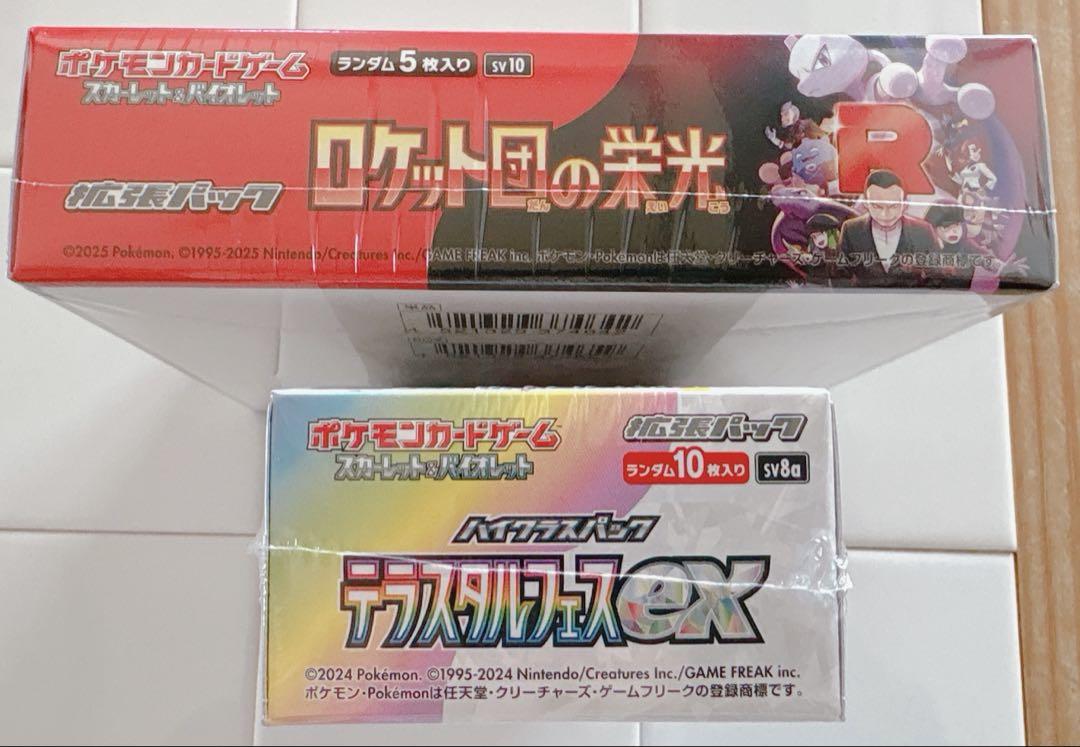 ポケモンカードゲーム
スカーレット&バイオレット
ランダム5枚入り
SV10
拡張パック
ロケット団の栄光
だん えい こう
R
©2025 Pokémon. ©1995-2025 Nintendo/Creatures Inc./GAME FREAK inc. ポケモン・Pokémonは任天堂・クリーチャーズ・ゲームフリークの登録商標です。
ポケモンカードゲーム
スカーレット&バイオレット
拡張パック
ランダム10枚入り
SV8a
ハイクラスパック
テラスタルフェスex
©2024 Pokémon. ©1995-2024 Nintendo/Creatures Inc./GAME FREAK inc.
ポケモン・Pokémonは任天堂・クリーチャーズ・ゲームフリークの登録商標です。